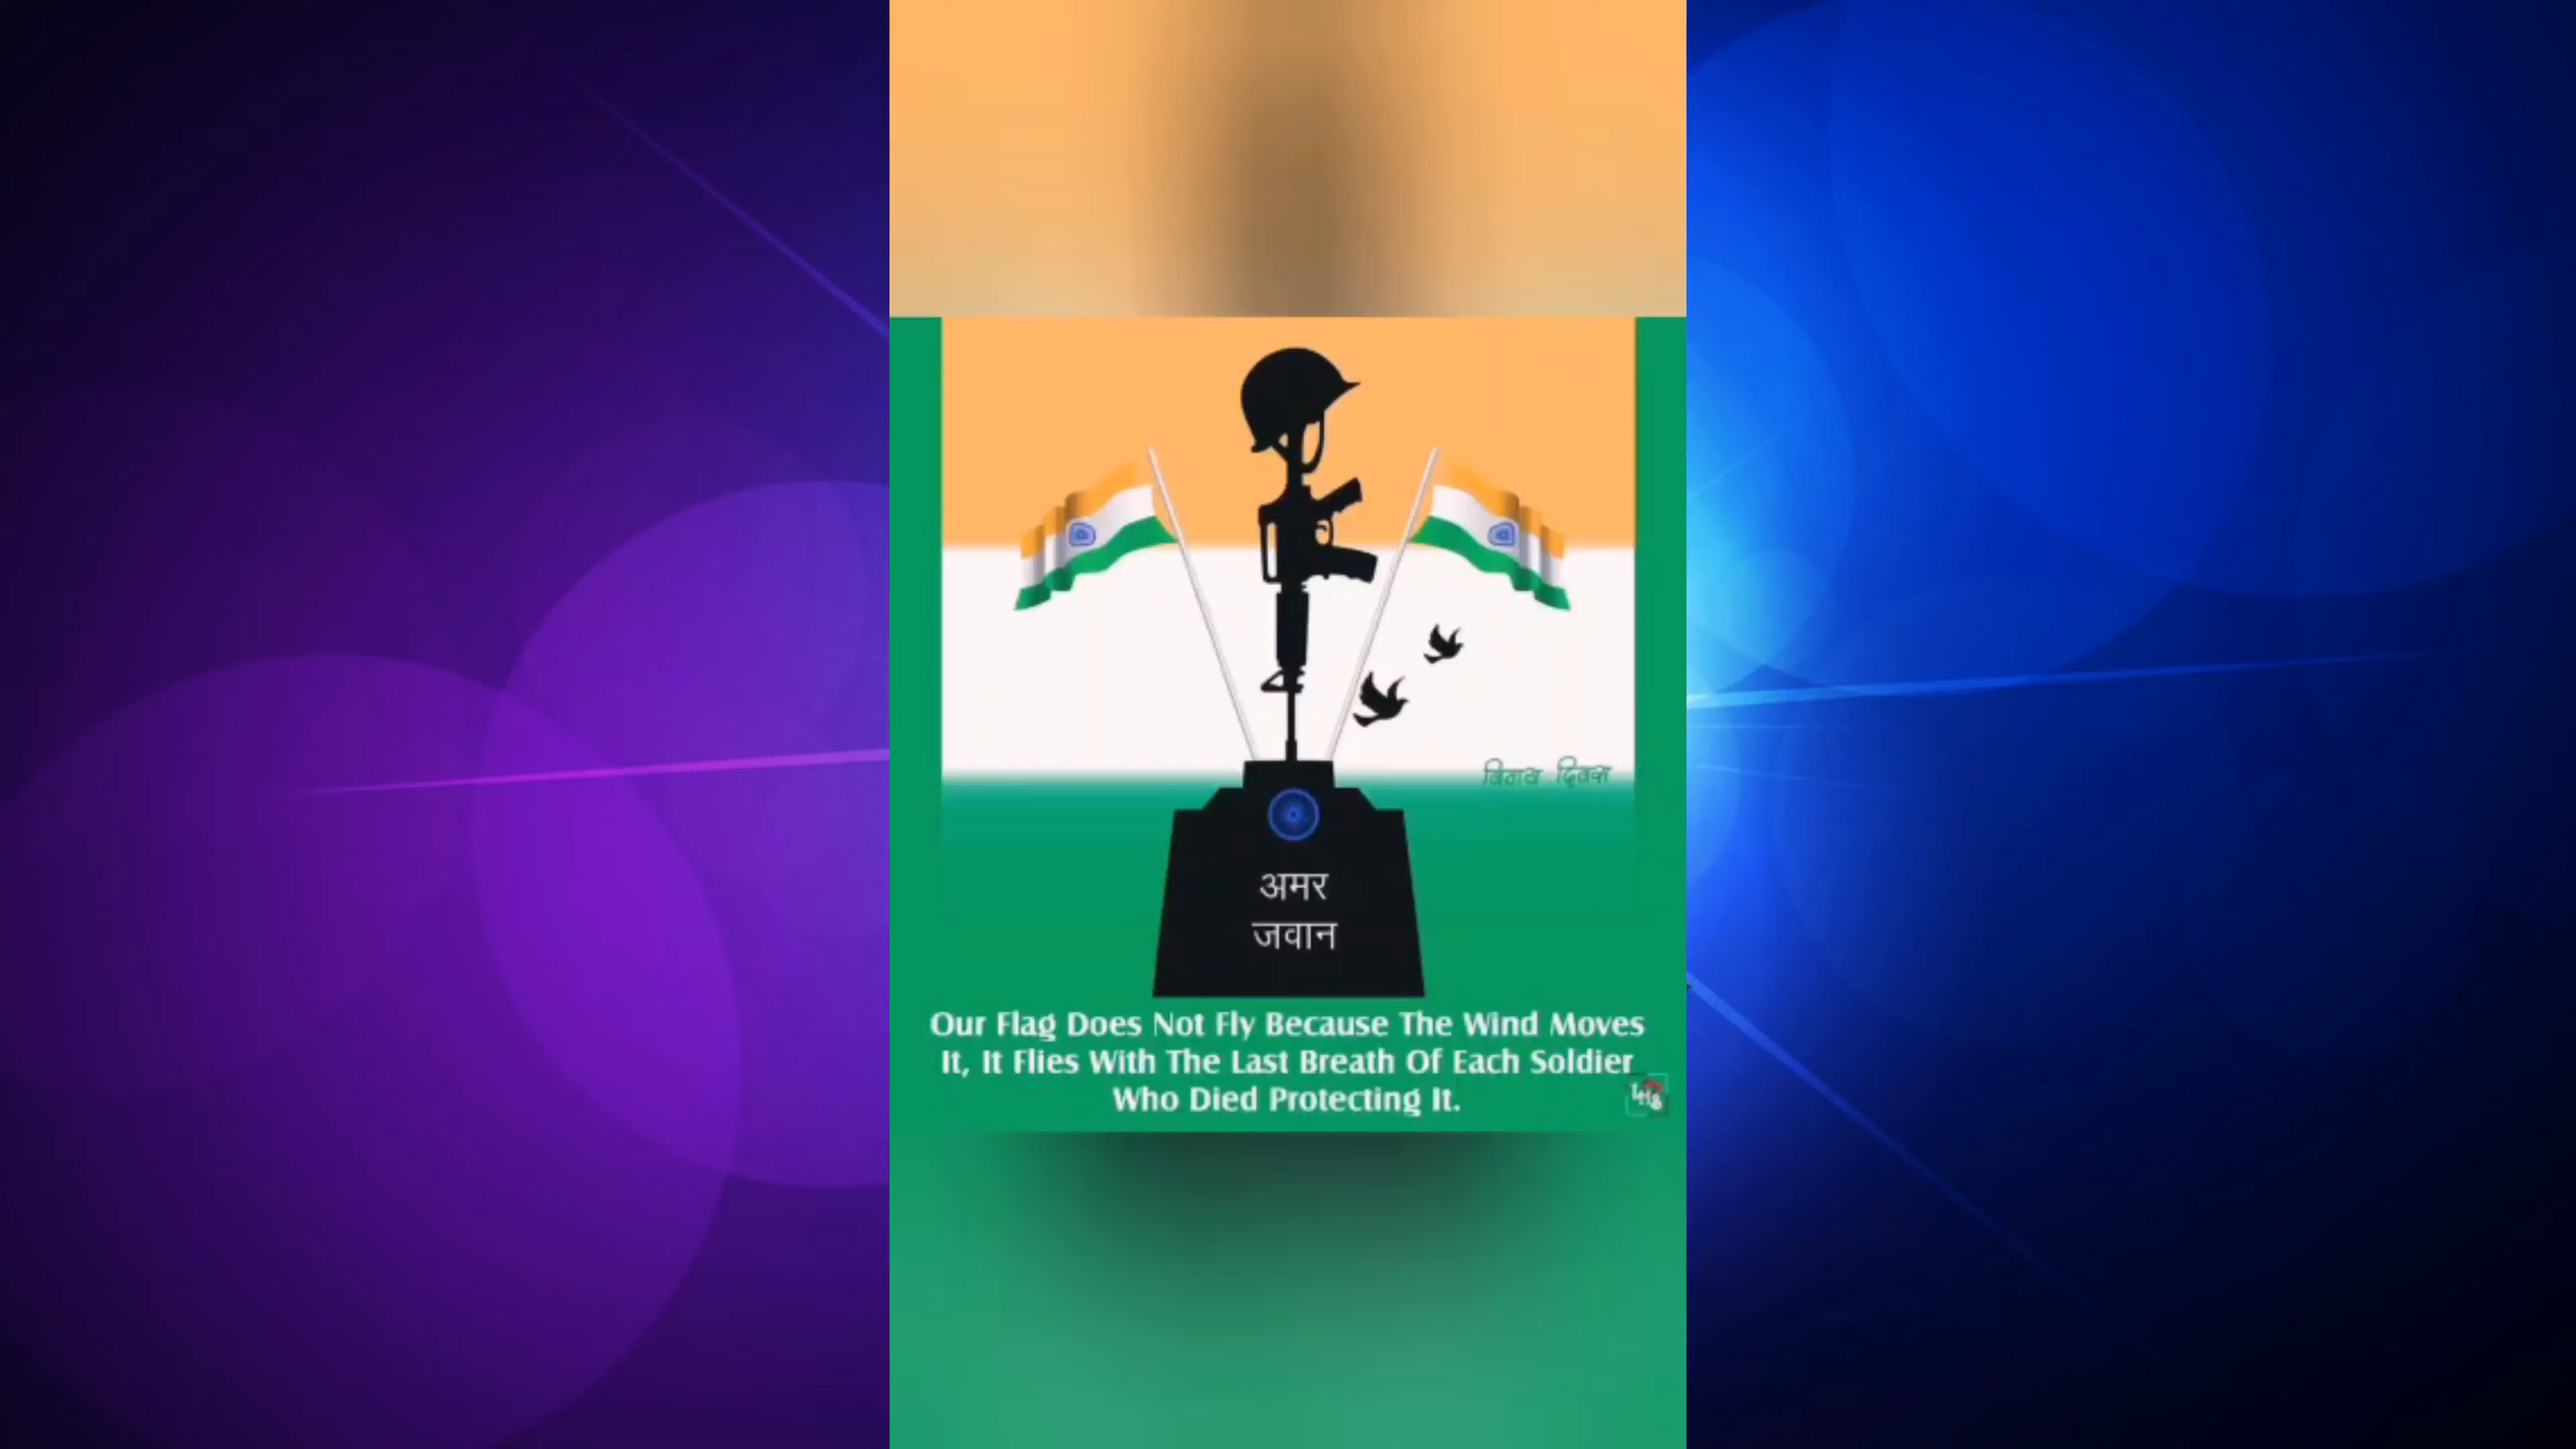 अमर
जवान
Our Flag Does Not Fly Because The Wind Moves
It, It Flies With The Last Breath Of Each Soldier
Who Died Protecting It.